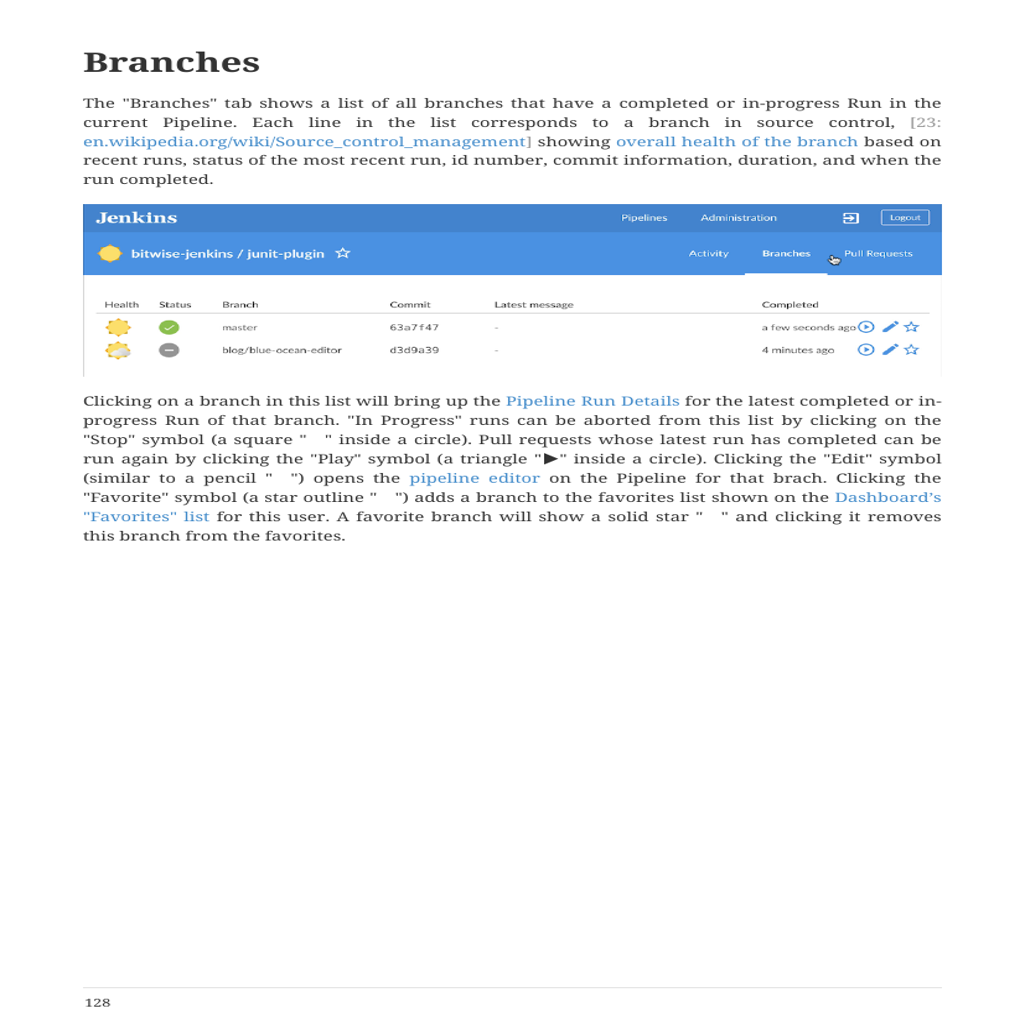 Branches
The "Branches" tab shows a list of all branches that have a completed or in-progress Run in the
current Pipeline. Each line in the list corresponds to a branch in source control, [23:
en.wikipedia.org/wiki/Source_control_management] showing overall health of the branch based on
recent runs, status of the most recent run, id number, commit information, duration, and when the
run completed.
Jenkins Pipelines Administration Logout
bitwise-jenkins / junit-plugin Activity Branches Pull Requests
Health Status Branch Commit Latest message Completed
master 63a7f47 - a few seconds ago
blog/blue-ocean-editor d3d9a39 - 4 minutes ago
Clicking on a branch in this list will bring up the Pipeline Run Details for the latest completed or in-
progress Run of that branch. "In Progress" runs can be aborted from this list by clicking on the
"Stop" symbol (a square " " inside a circle). Pull requests whose latest run has completed can be
run again by clicking the "Play" symbol (a triangle "▶" inside a circle). Clicking the "Edit" symbol
(similar to a pencil " ") opens the pipeline editor on the Pipeline for that brach. Clicking the
"Favorite" symbol (a star outline " ") adds a branch to the favorites list shown on the Dashboard’s
"Favorites" list for this user. A favorite branch will show a solid star " " and clicking it removes
this branch from the favorites.
128